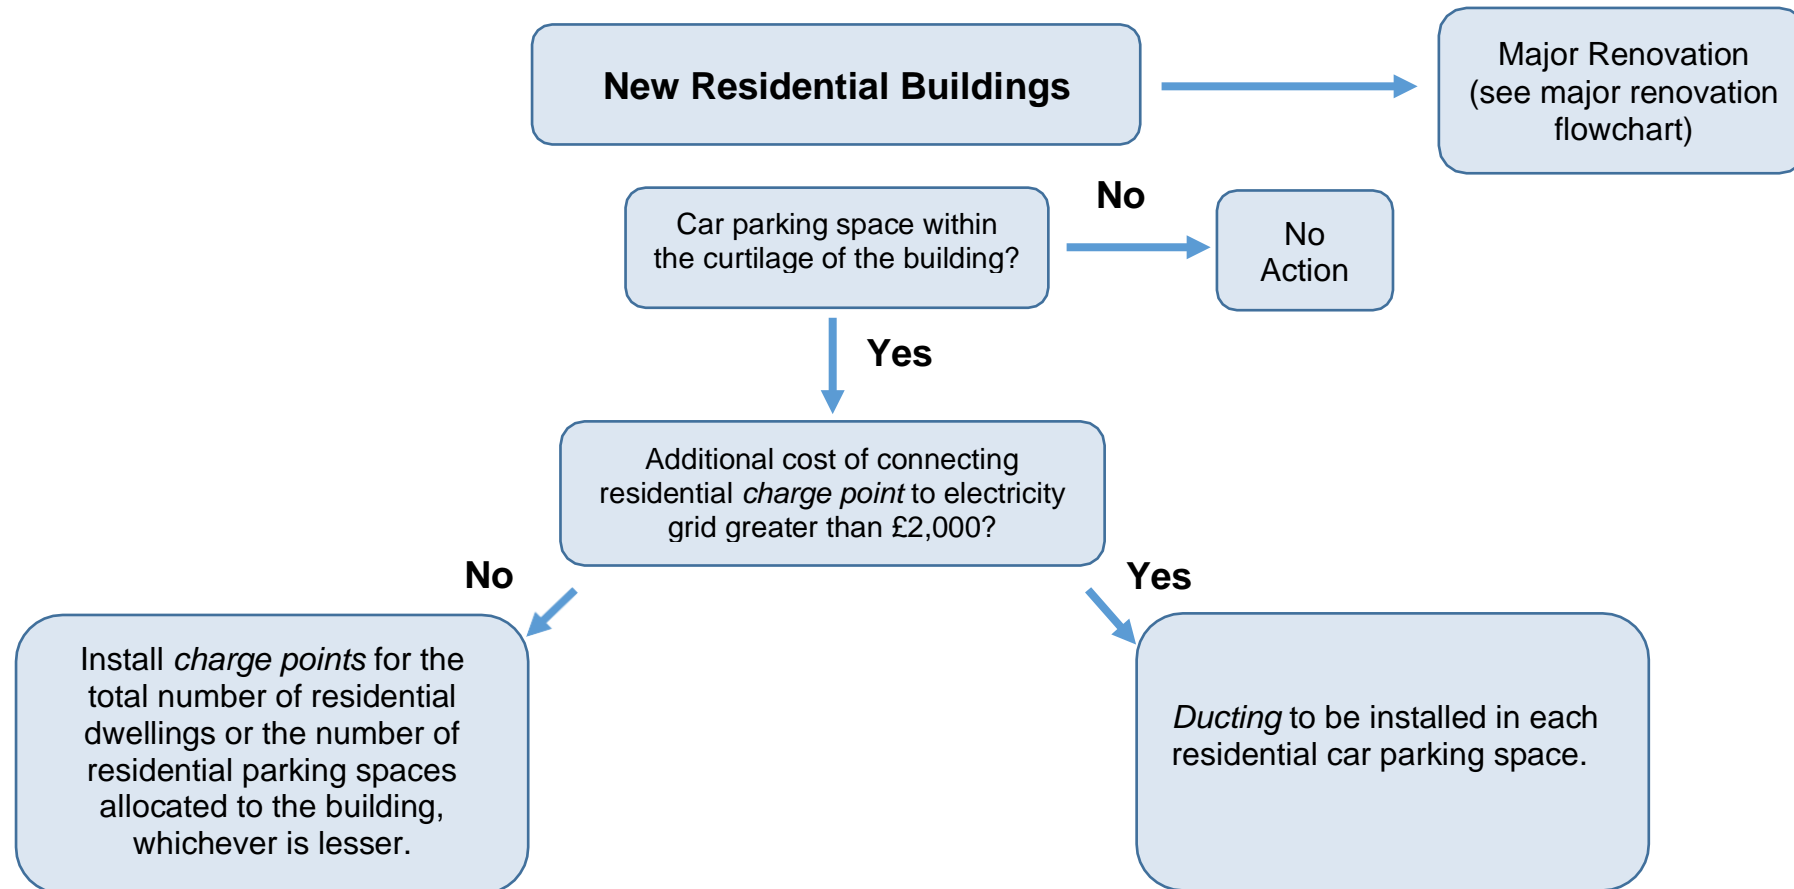 New Residential Buildings
Major Renovation
(see major renovation
flowchart)
Car parking space within
the curtilage of the building?
No
No
Action
Yes
Additional cost of connecting
residential charge point to electricity
grid greater than £2,000?
No
Yes
Install charge points for the
total number of residential
dwellings or the number of
residential parking spaces
allocated to the building,
whichever is lesser.
Ducting to be installed in each
residential car parking space.